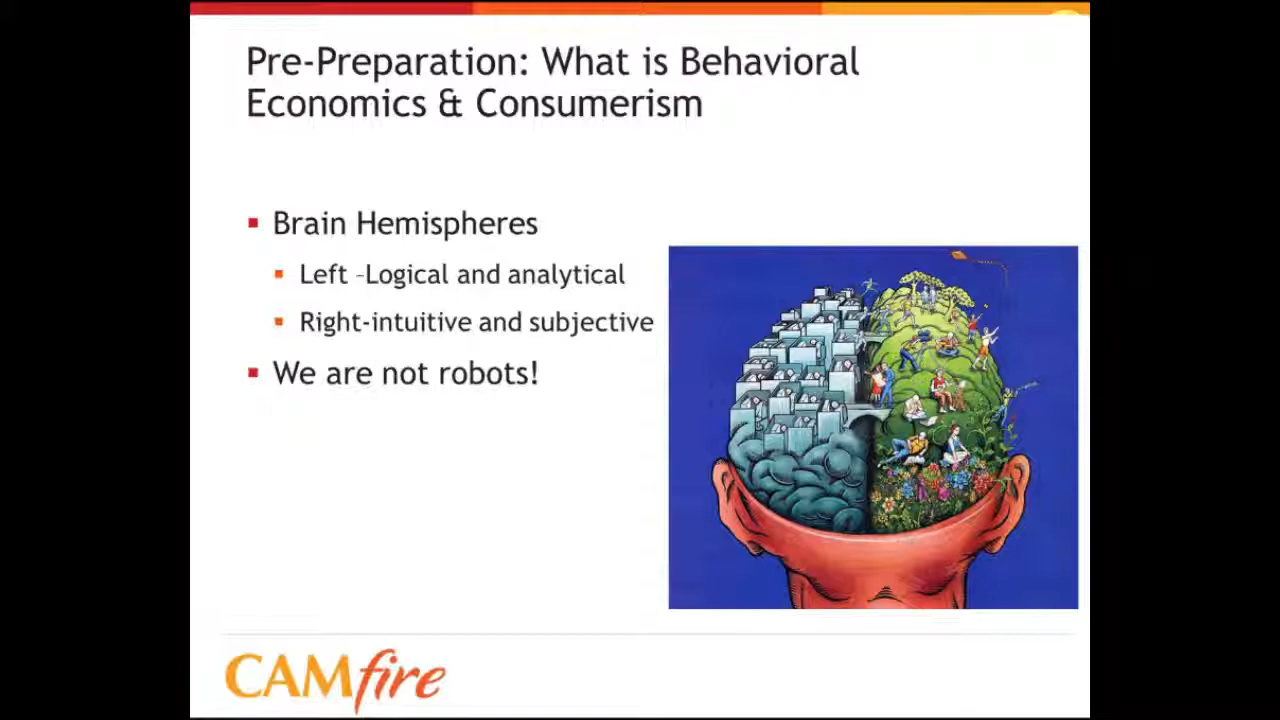 Pre-Preparation: What is Behavioral
Economics & Consumerism
Brain Hemispheres
Left –Logical and analytical
Right-intuitive and subjective
We are not robots!
CAMfire